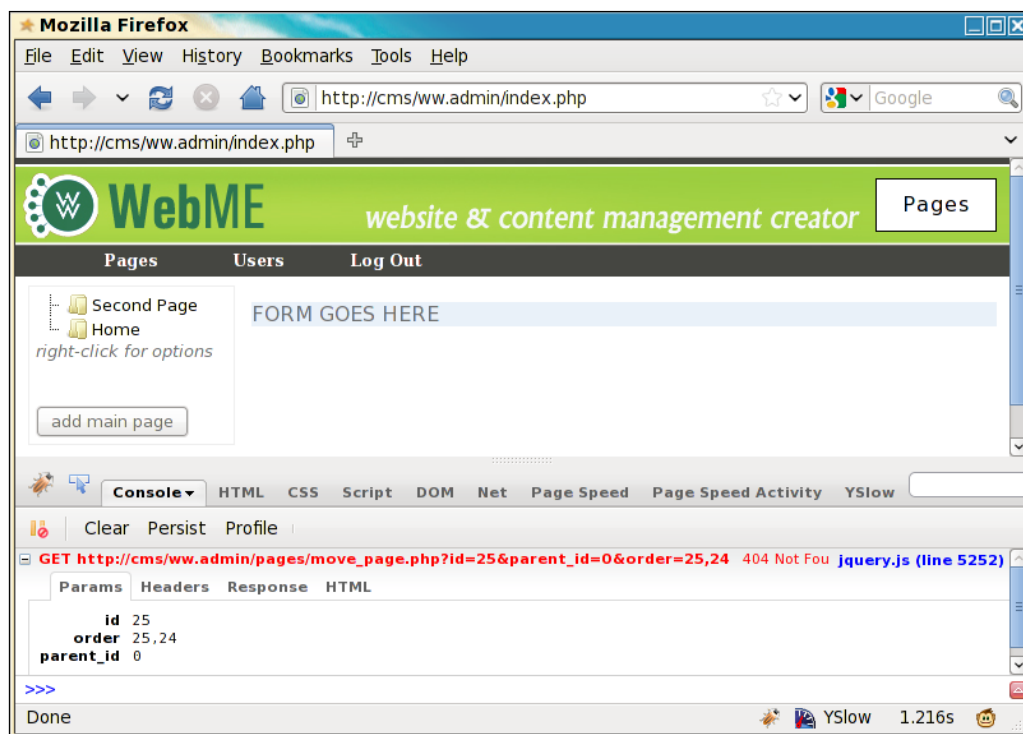 Mozilla Firefox
File Edit View History Bookmarks Tools Help
http://cms/ww.admin/index.php Google
http://cms/ww.admin/index.php
WebME website & content management creator Pages
Pages Users Log Out
Second Page
Home
right-click for options
FORM GOES HERE
add main page
Console HTML CSS Script DOM Net Page Speed Page Speed Activity YSlow
Clear Persist Profile
GET http://cms/ww.admin/pages/move_page.php?id=25&parent_id=0&order=25,24 404 Not Fou jquery.js (line 5252)
Params Headers Response HTML
id 25
order 25,24
parent_id 0
>>>
Done YSlow 1.216s